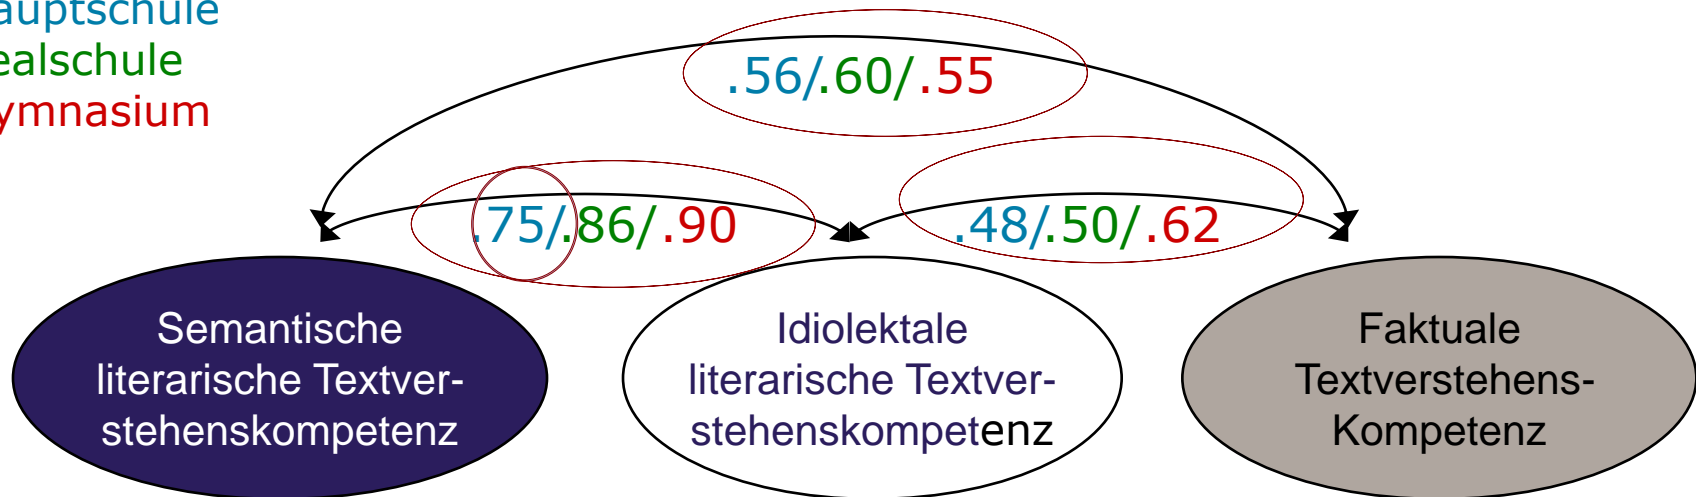 auptschule
ealschule
ymnasium
.56/.60/.55
.75/.86/.90
.48/.50/.62
Semantische
literarische Textver-
stehenskompetenz
Idiolektale
literarische Textver-
stehenskompetenz
Faktuale
Textverstehens-
Kompetenz